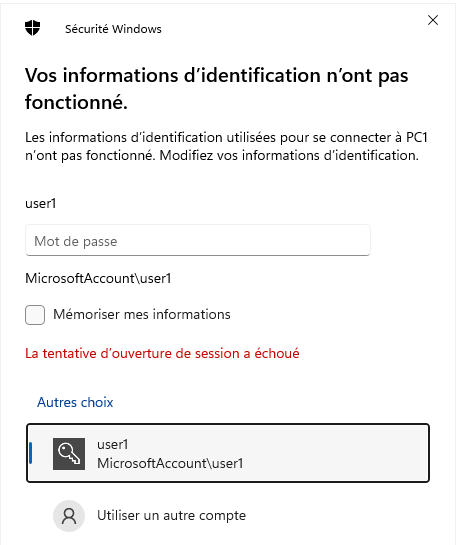 Sécurité Windows
Vos informations d’identification n’ont pas
fonctionné.
Les informations d’identification utilisées pour se connecter à PC1
n’ont pas fonctionné. Modifiez vos informations d’identification.
user1
Mot de passe
MicrosoftAccount\user1
Mémoriser mes informations
La tentative d’ouverture de session a échoué
Autres choix
user1
MicrosoftAccount\user1
Utiliser un autre compte